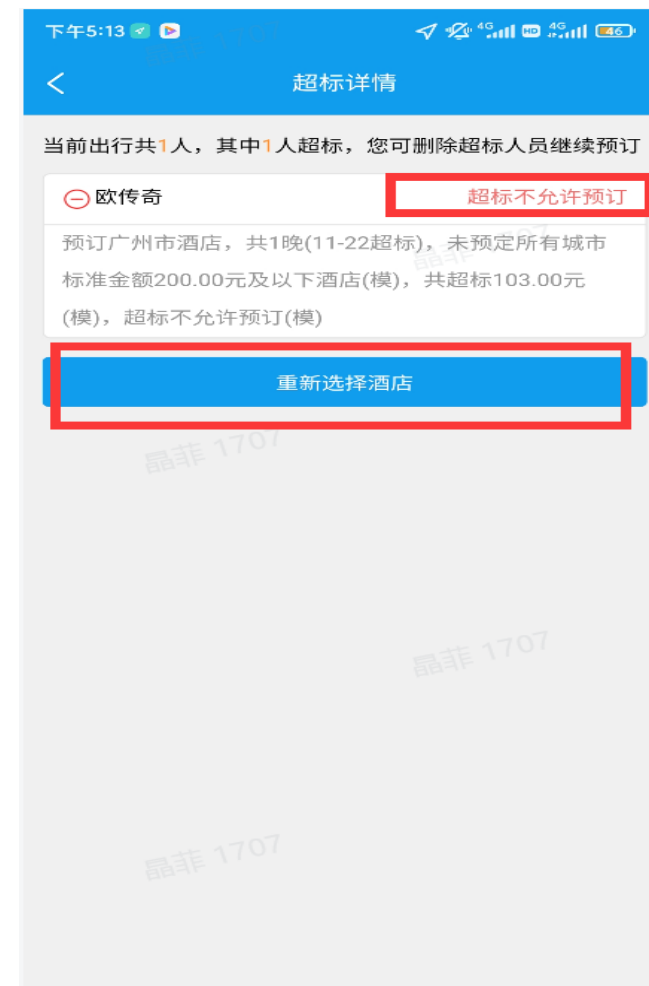 下午5:13 4G HD 4G 46
超标详情
当前出行共1人，其中1人超标，您可删除超标人员继续预订
欧传奇 超标不允许预订
预订广州市酒店，共1晚(11-22超标)，未预定所有城市
标准金额200.00元及以下酒店(模)，共超标103.00元
(模)，超标不允许预订(模)
重新选择酒店
晶菲 1707
晶菲 1707
晶菲 1707